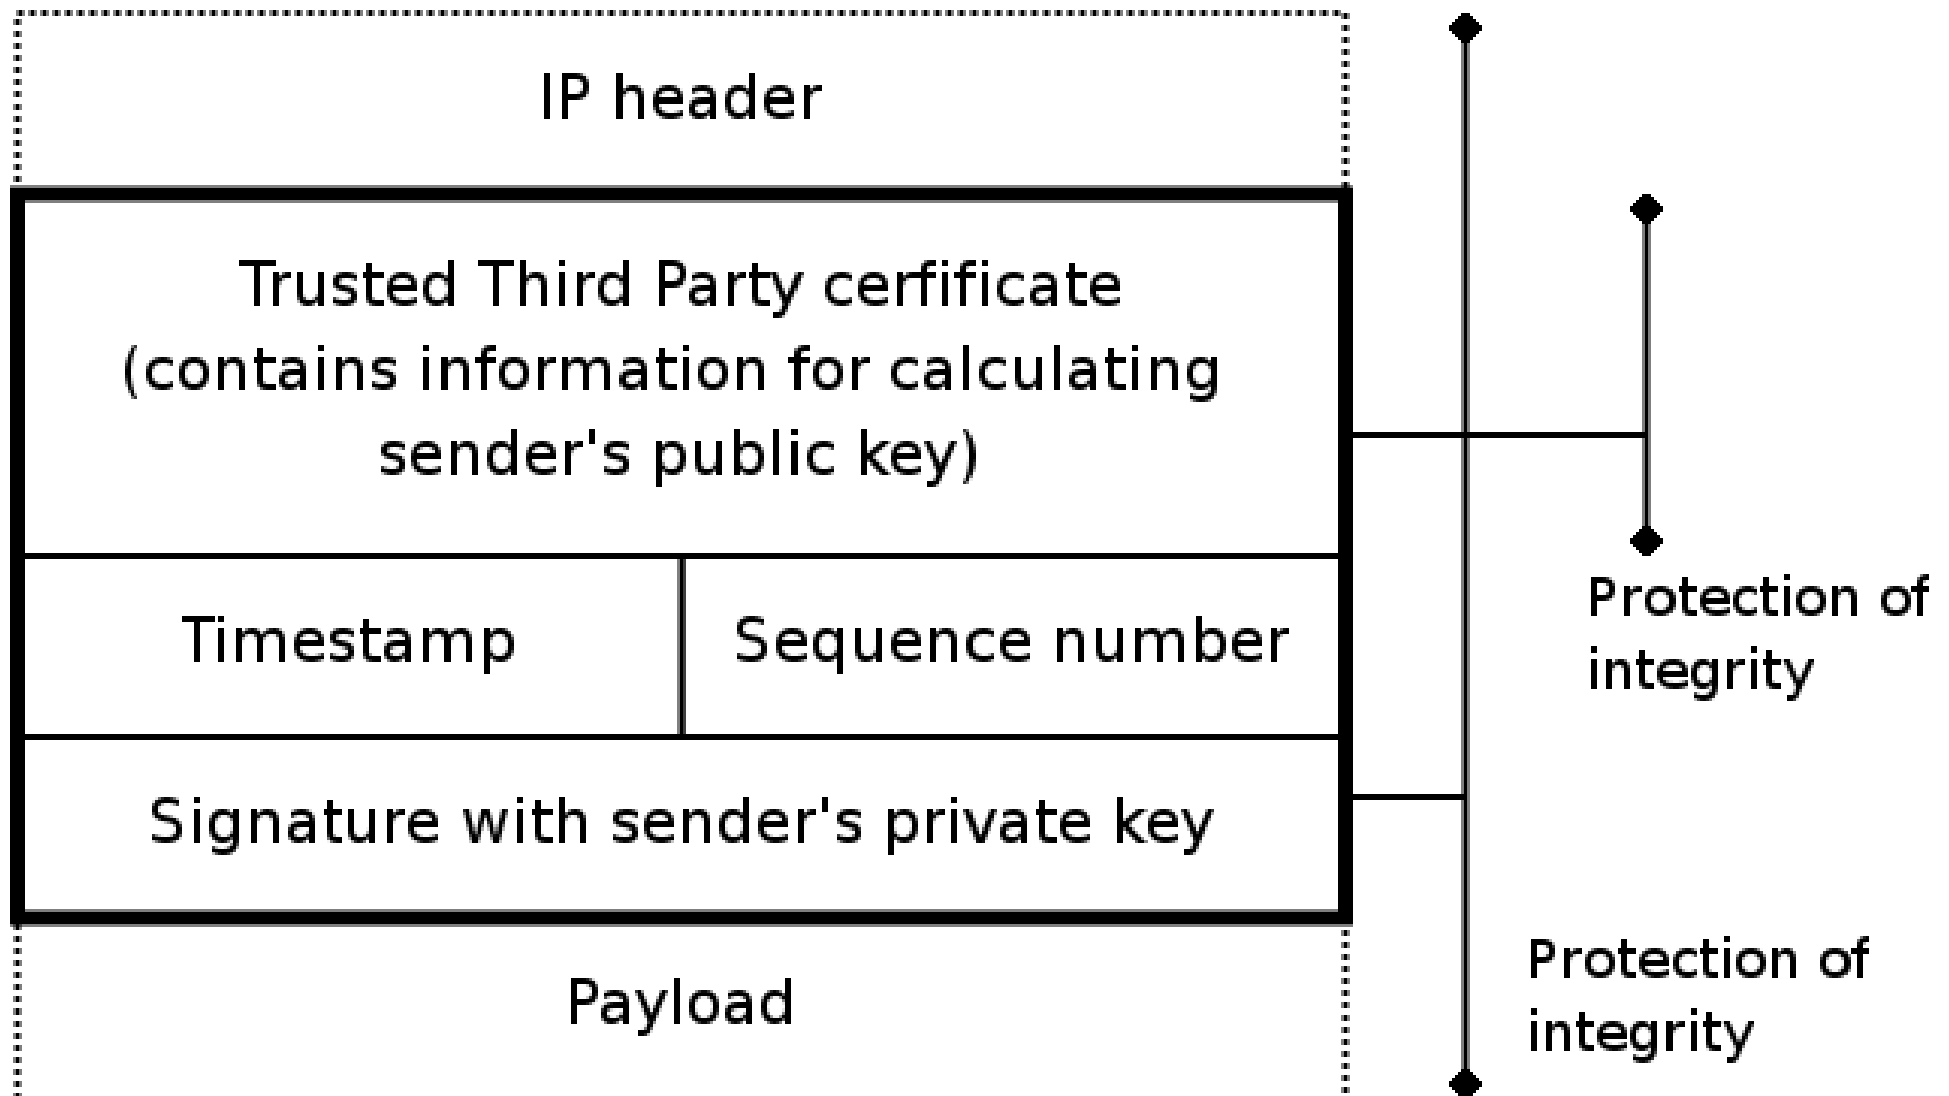 IP header
Trusted Third Party cerfificate
(contains information for calculating
sender's public key)
Timestamp
Sequence number
Signature with sender's private key
Payload
Protection of
integrity
Protection of
integrity